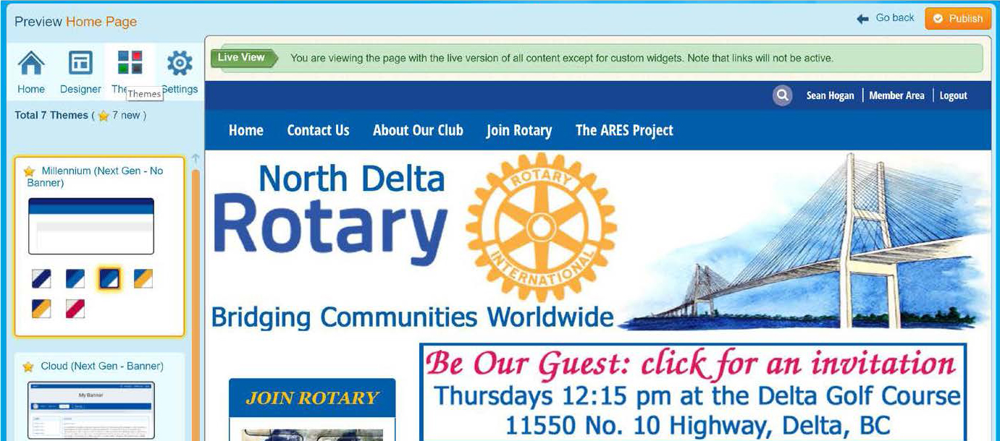 Preview Home Page
Go back
Publish
Home
Designer
The
Themes
Settings
Total 7 Themes ( 7 new )
Millennium (Next Gen - No
Banner)
Cloud (Next Gen - Banner)
My Banner
Live View
You are viewing the page with the live version of all content except for custom widgets. Note that links will not be active.
Sean Hogan
Member Area
Logout
Home
Contact Us
About Our Club
Join Rotary
The ARES Project
North Delta
Rotary
ROTARY
INTERNATIONAL
Bridging Communities Worldwide
JOIN ROTARY
Be Our Guest: click for an invitation
Thursdays 12:15 pm at the Delta Golf Course
11550 No. 10 Highway, Delta, BC